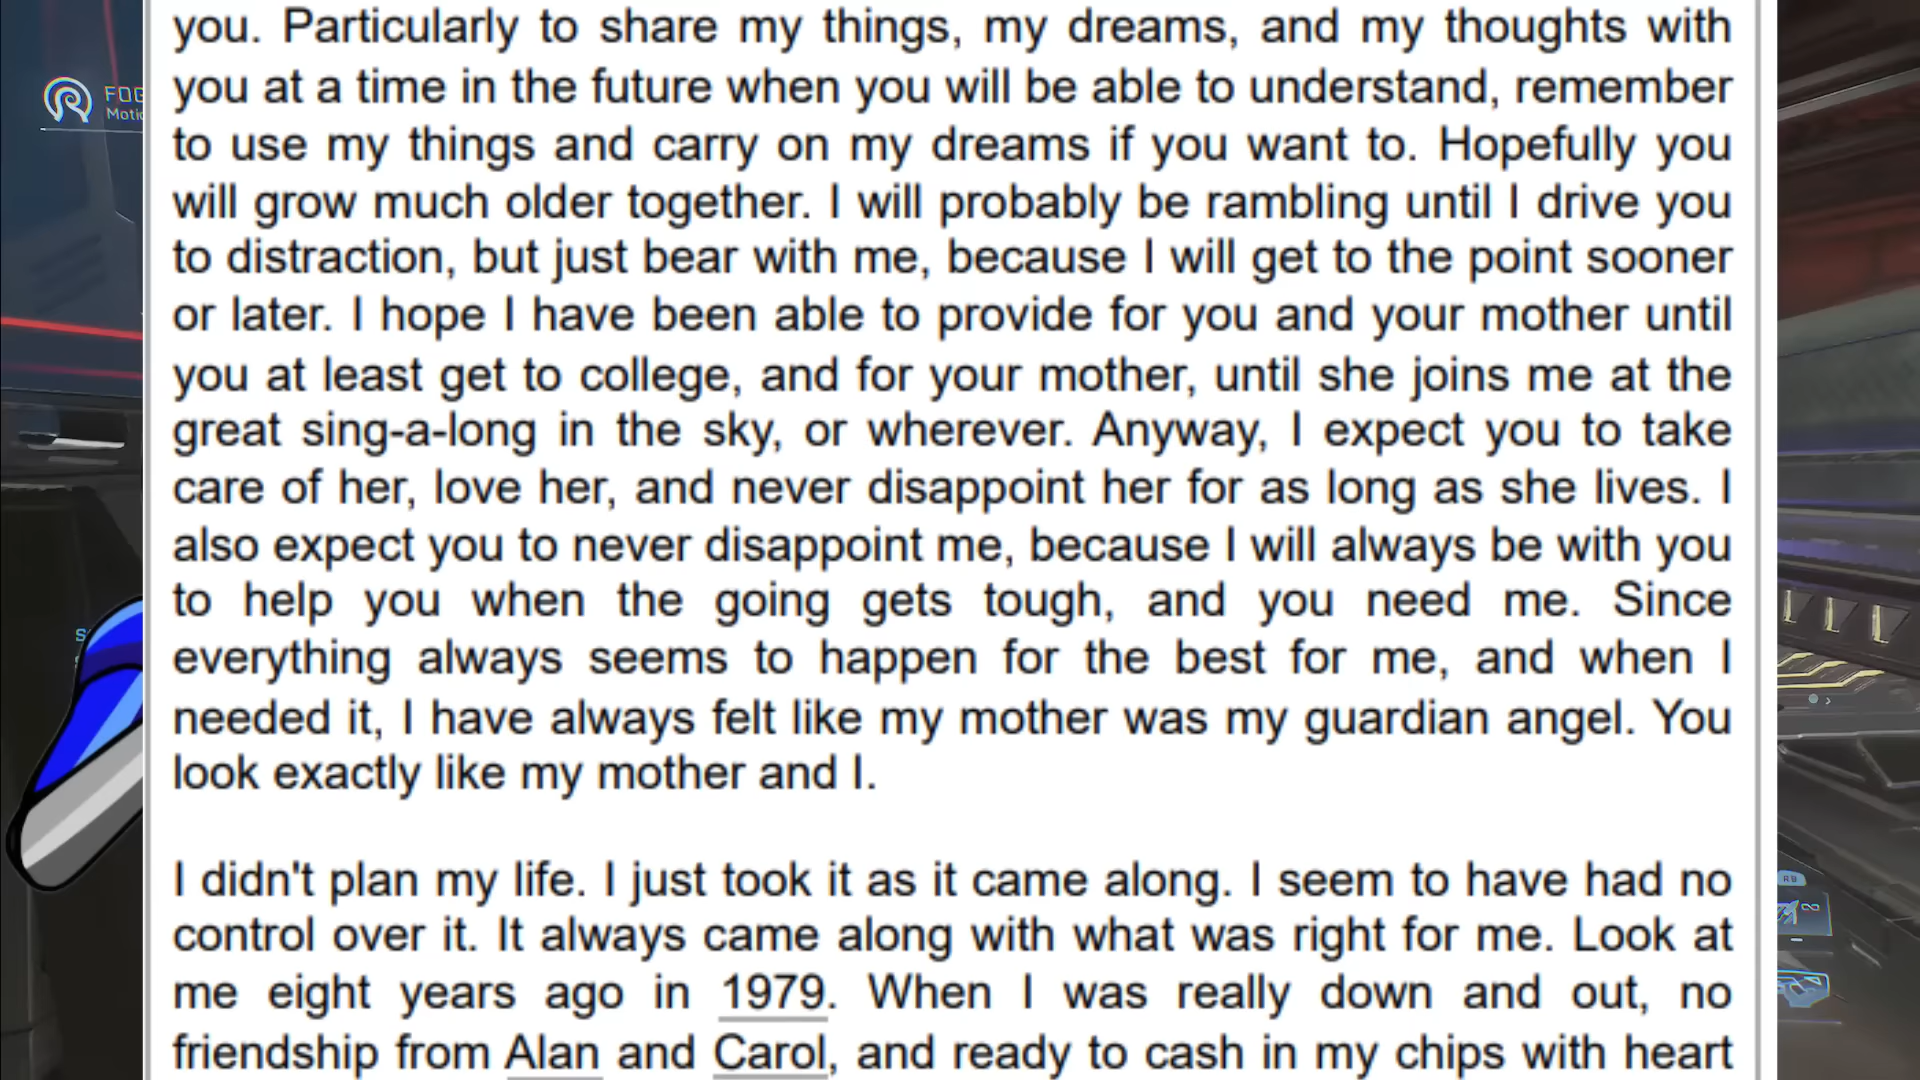 you. Particularly to share my things, my dreams, and my thoughts with
you at a time in the future when you will be able to understand, remember
to use my things and carry on my dreams if you want to. Hopefully you
will grow much older together. I will probably be rambling until I drive you
to distraction, but just bear with me, because I will get to the point sooner
or later. I hope I have been able to provide for you and your mother until
you at least get to college, and for your mother, until she joins me at the
great sing-a-long in the sky, or wherever. Anyway, I expect you to take
care of her, love her, and never disappoint her for as long as she lives. I
also expect you to never disappoint me, because I will always be with you
to help you when the going gets tough, and you need me. Since
everything always seems to happen for the best for me, and when I
needed it, I have always felt like my mother was my guardian angel. You
look exactly like my mother and I.
I didn't plan my life. I just took it as it came along. I seem to have had no
control over it. It always came along with what was right for me. Look at
me eight years ago in 1979. When I was really down and out, no
friendship from Alan and Carol, and ready to cash in my chips with heart
RB